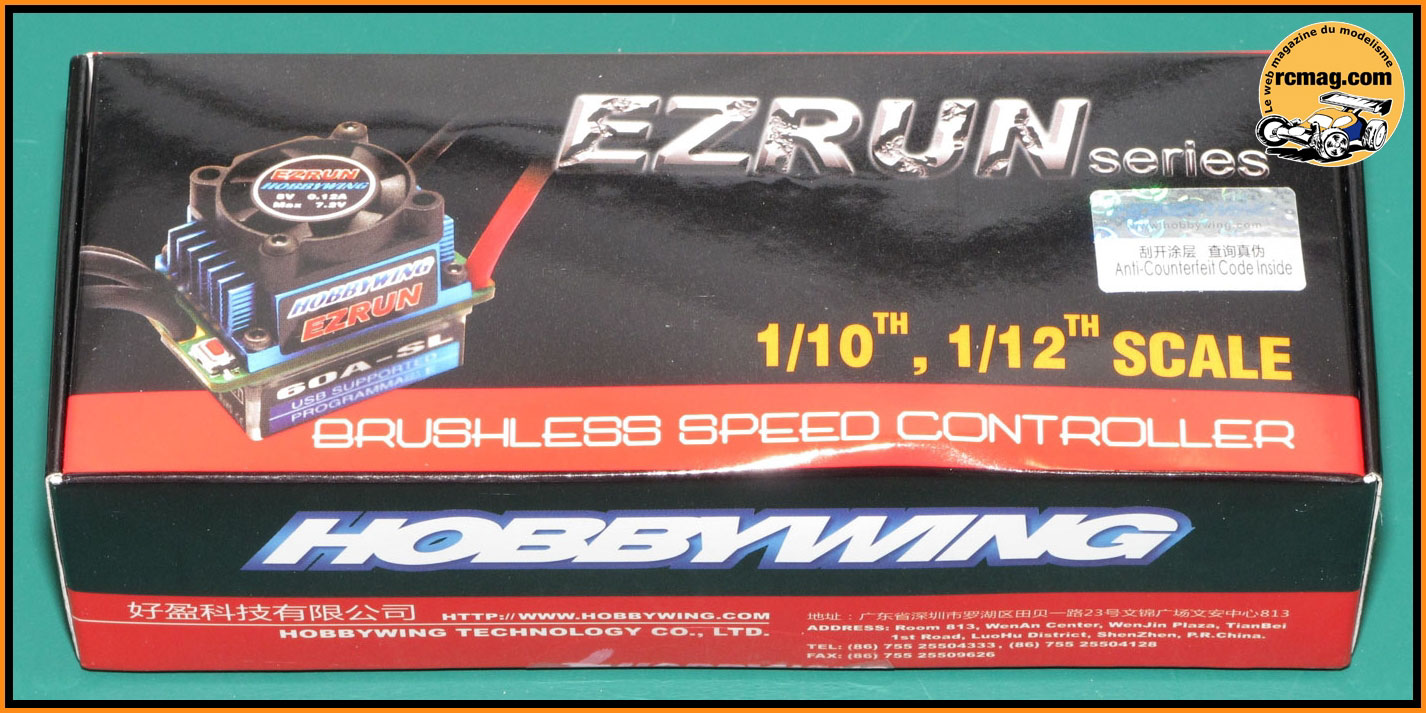 Le web magazine du modelisme
rcmag.com
EZRUN series
www.hobbywing.com
刮开涂层 查询真伪
Anti-Counterfeit Code Inside
EZRUN
HOBBYWING
5V 0.12A
Max 7.2V
HOBBYWING
EZRUN
60A-SL
USB SUPPORTED
PROGRAMMABLE
1/10TH, 1/12TH SCALE
BRUSHLESS SPEED CONTROLLER
HOBBYWING
好盈科技有限公司 HTTP://WWW.HOBBYWING.COM
HOBBYWING TECHNOLOGY CO., LTD.
地址：广东省深圳市罗湖区田贝一路23号文锦广场文安中心813
ADDRESS: Room 813, WenAn Center, WenJin Plaza, TianBei
1st Road, LuoHu District, ShenZhen, P.R.China.
TEL: (86) 755 25504333, (86) 755 25504128
FAX: (86) 755 25509626